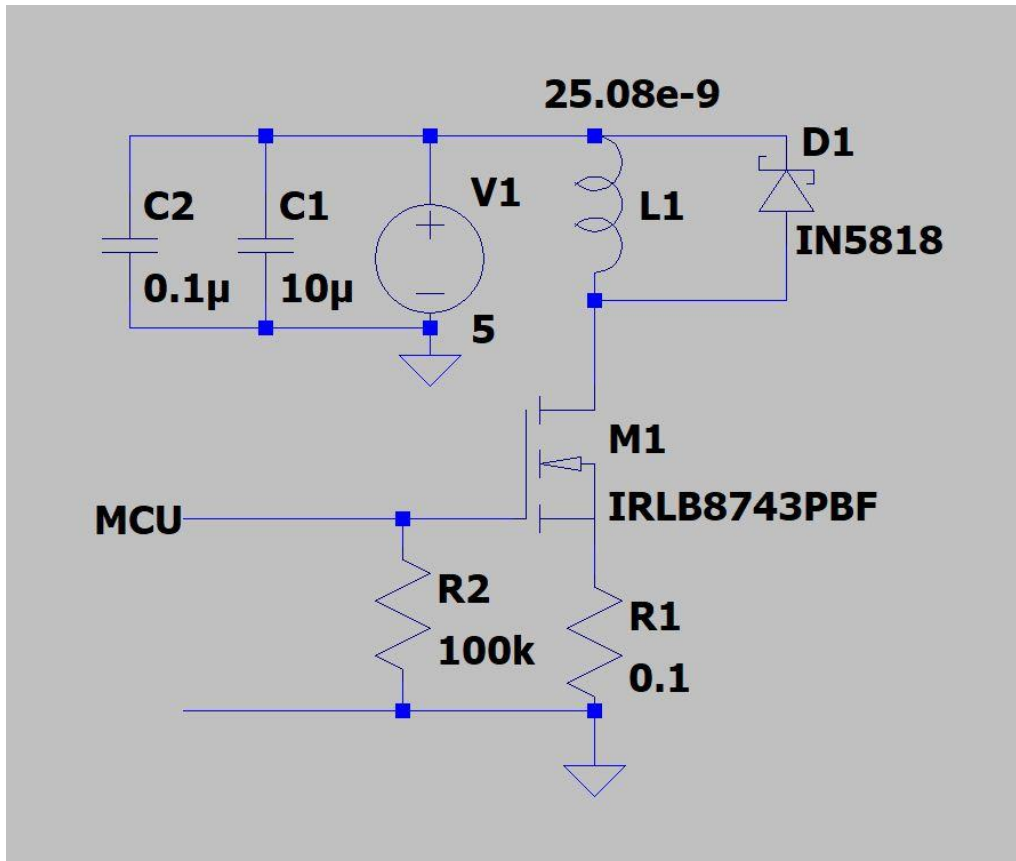 25.08e-9
D1
C2
C1
V1
L1
IN5818
0.1µ
10µ
5
M1
MCU
IRLB8743PBF
R2
R1
100k
0.1